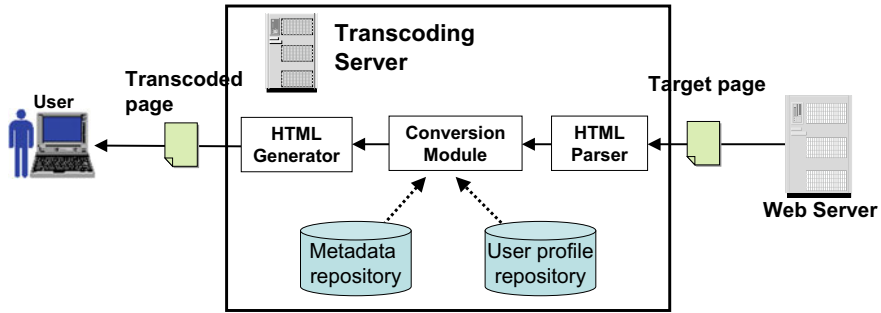 Transcoding
Server
Transcoded
page
Target page
User
HTML
Generator
Conversion
Module
HTML
Parser
Web Server
Metadata
repository
User profile
repository